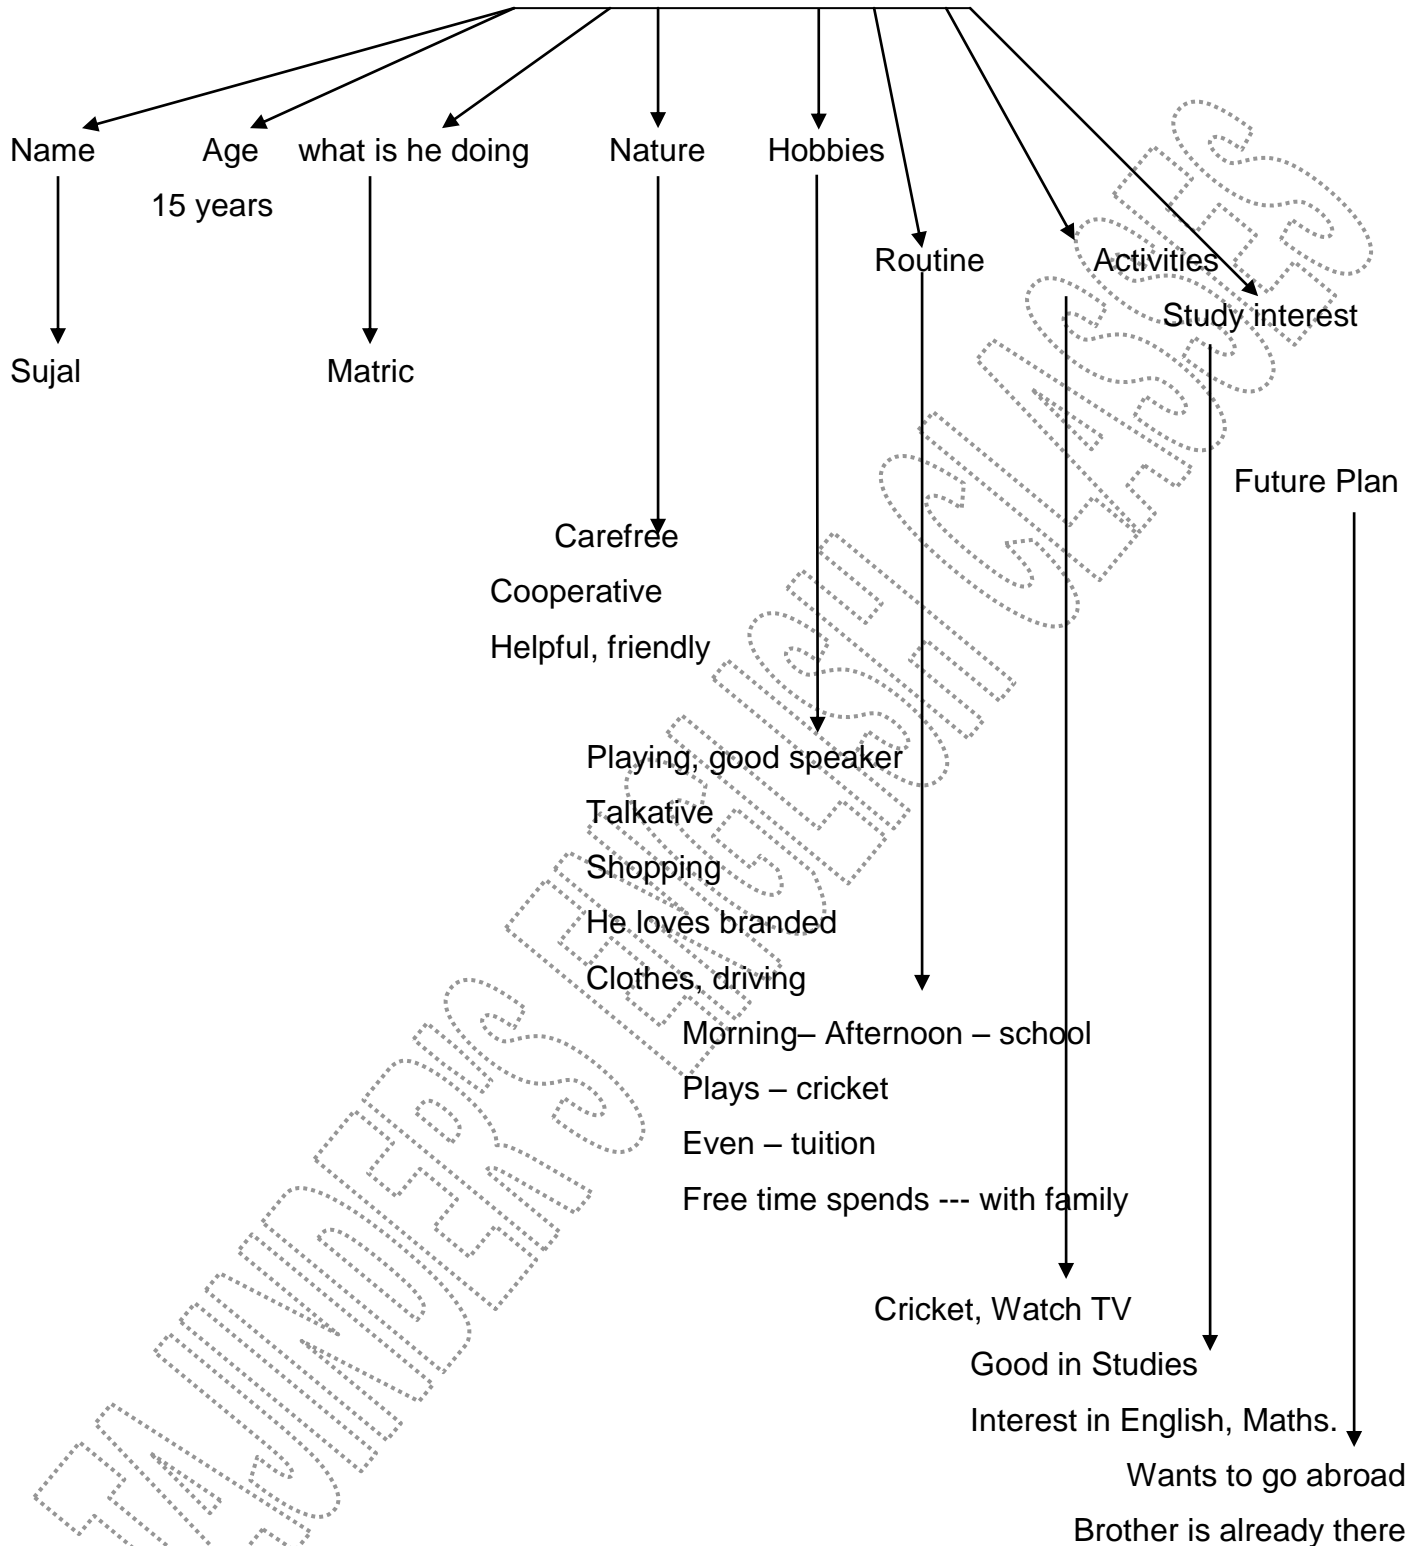 Name Age what is he doing Nature Hobbies
15 years
Routine Activities
Study interest
Sujal Matric
Future Plan
Carefree
Cooperative
Helpful, friendly
Playing, good speaker
Talkative
Shopping
He loves branded
Clothes, driving
Morning– Afternoon – school
Plays – cricket
Even – tuition
Free time spends --- with family
Cricket, Watch TV
Good in Studies
Interest in English, Maths.
Wants to go abroad
Brother is already there
TAJINDER'S ENGLISH CLASSES